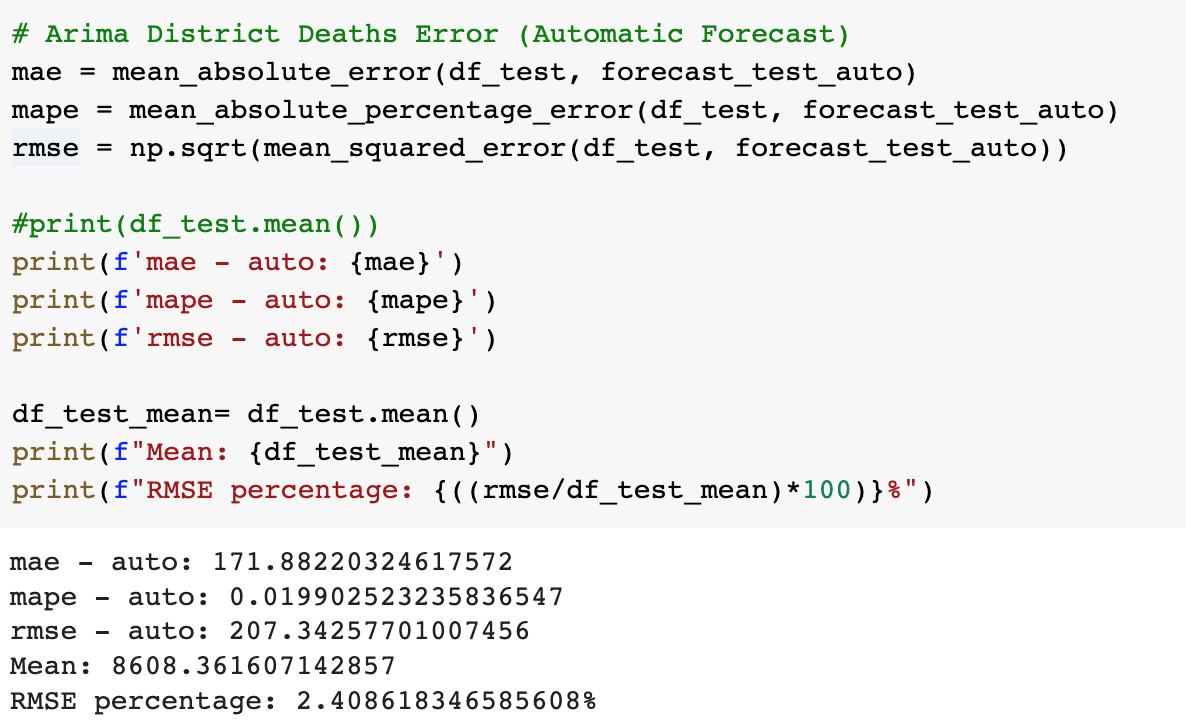 # Arima District Deaths Error (Automatic Forecast)
mae = mean_absolute_error(df_test, forecast_test_auto)
mape = mean_absolute_percentage_error(df_test, forecast_test_auto)
rmse = np.sqrt(mean_squared_error(df_test, forecast_test_auto))
#print(df_test.mean())
print(f'mae - auto: {mae}')
print(f'mape - auto: {mape}')
print(f'rmse - auto: {rmse}')
df_test_mean= df_test.mean()
print(f"Mean: {df_test_mean}")
print(f"RMSE percentage: {((rmse/df_test_mean)*100)}%")
mae - auto: 171.88220324617572
mape - auto: 0.019902523235836547
rmse - auto: 207.34257701007456
Mean: 8608.361607142857
RMSE percentage: 2.408618346585608%